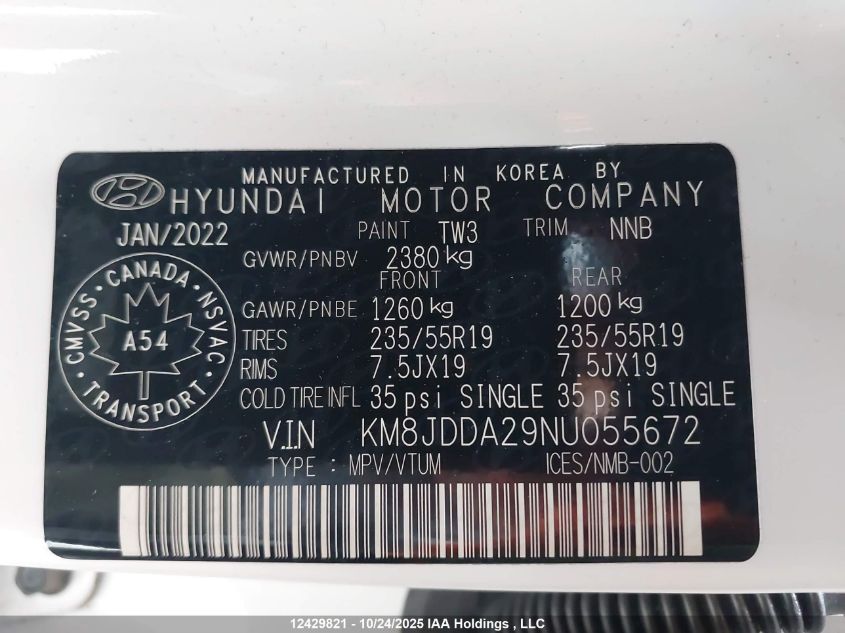 MANUFACTURED IN KOREA BY
HYUNDAI MOTOR COMPANY
JAN/2022 PAINT TW3 TRIM NNB
GVWR/PNBV 2380 kg
FRONT REAR
GAWR/PNBE 1260 kg 1200 kg
TIRES 235/55R19 235/55R19
RIMS 7.5JX19 7.5JX19
COLD TIRE INFL 35 psi SINGLE 35 psi SINGLE
CMVSS · CANADA · NSVAC · TRANSPORT ·
A54
V.I.N KM8JDDA29NU055672
TYPE : MPV/VTUM ICES/NMB-002
12429821 - 10/24/2025 IAA Holdings, LLC